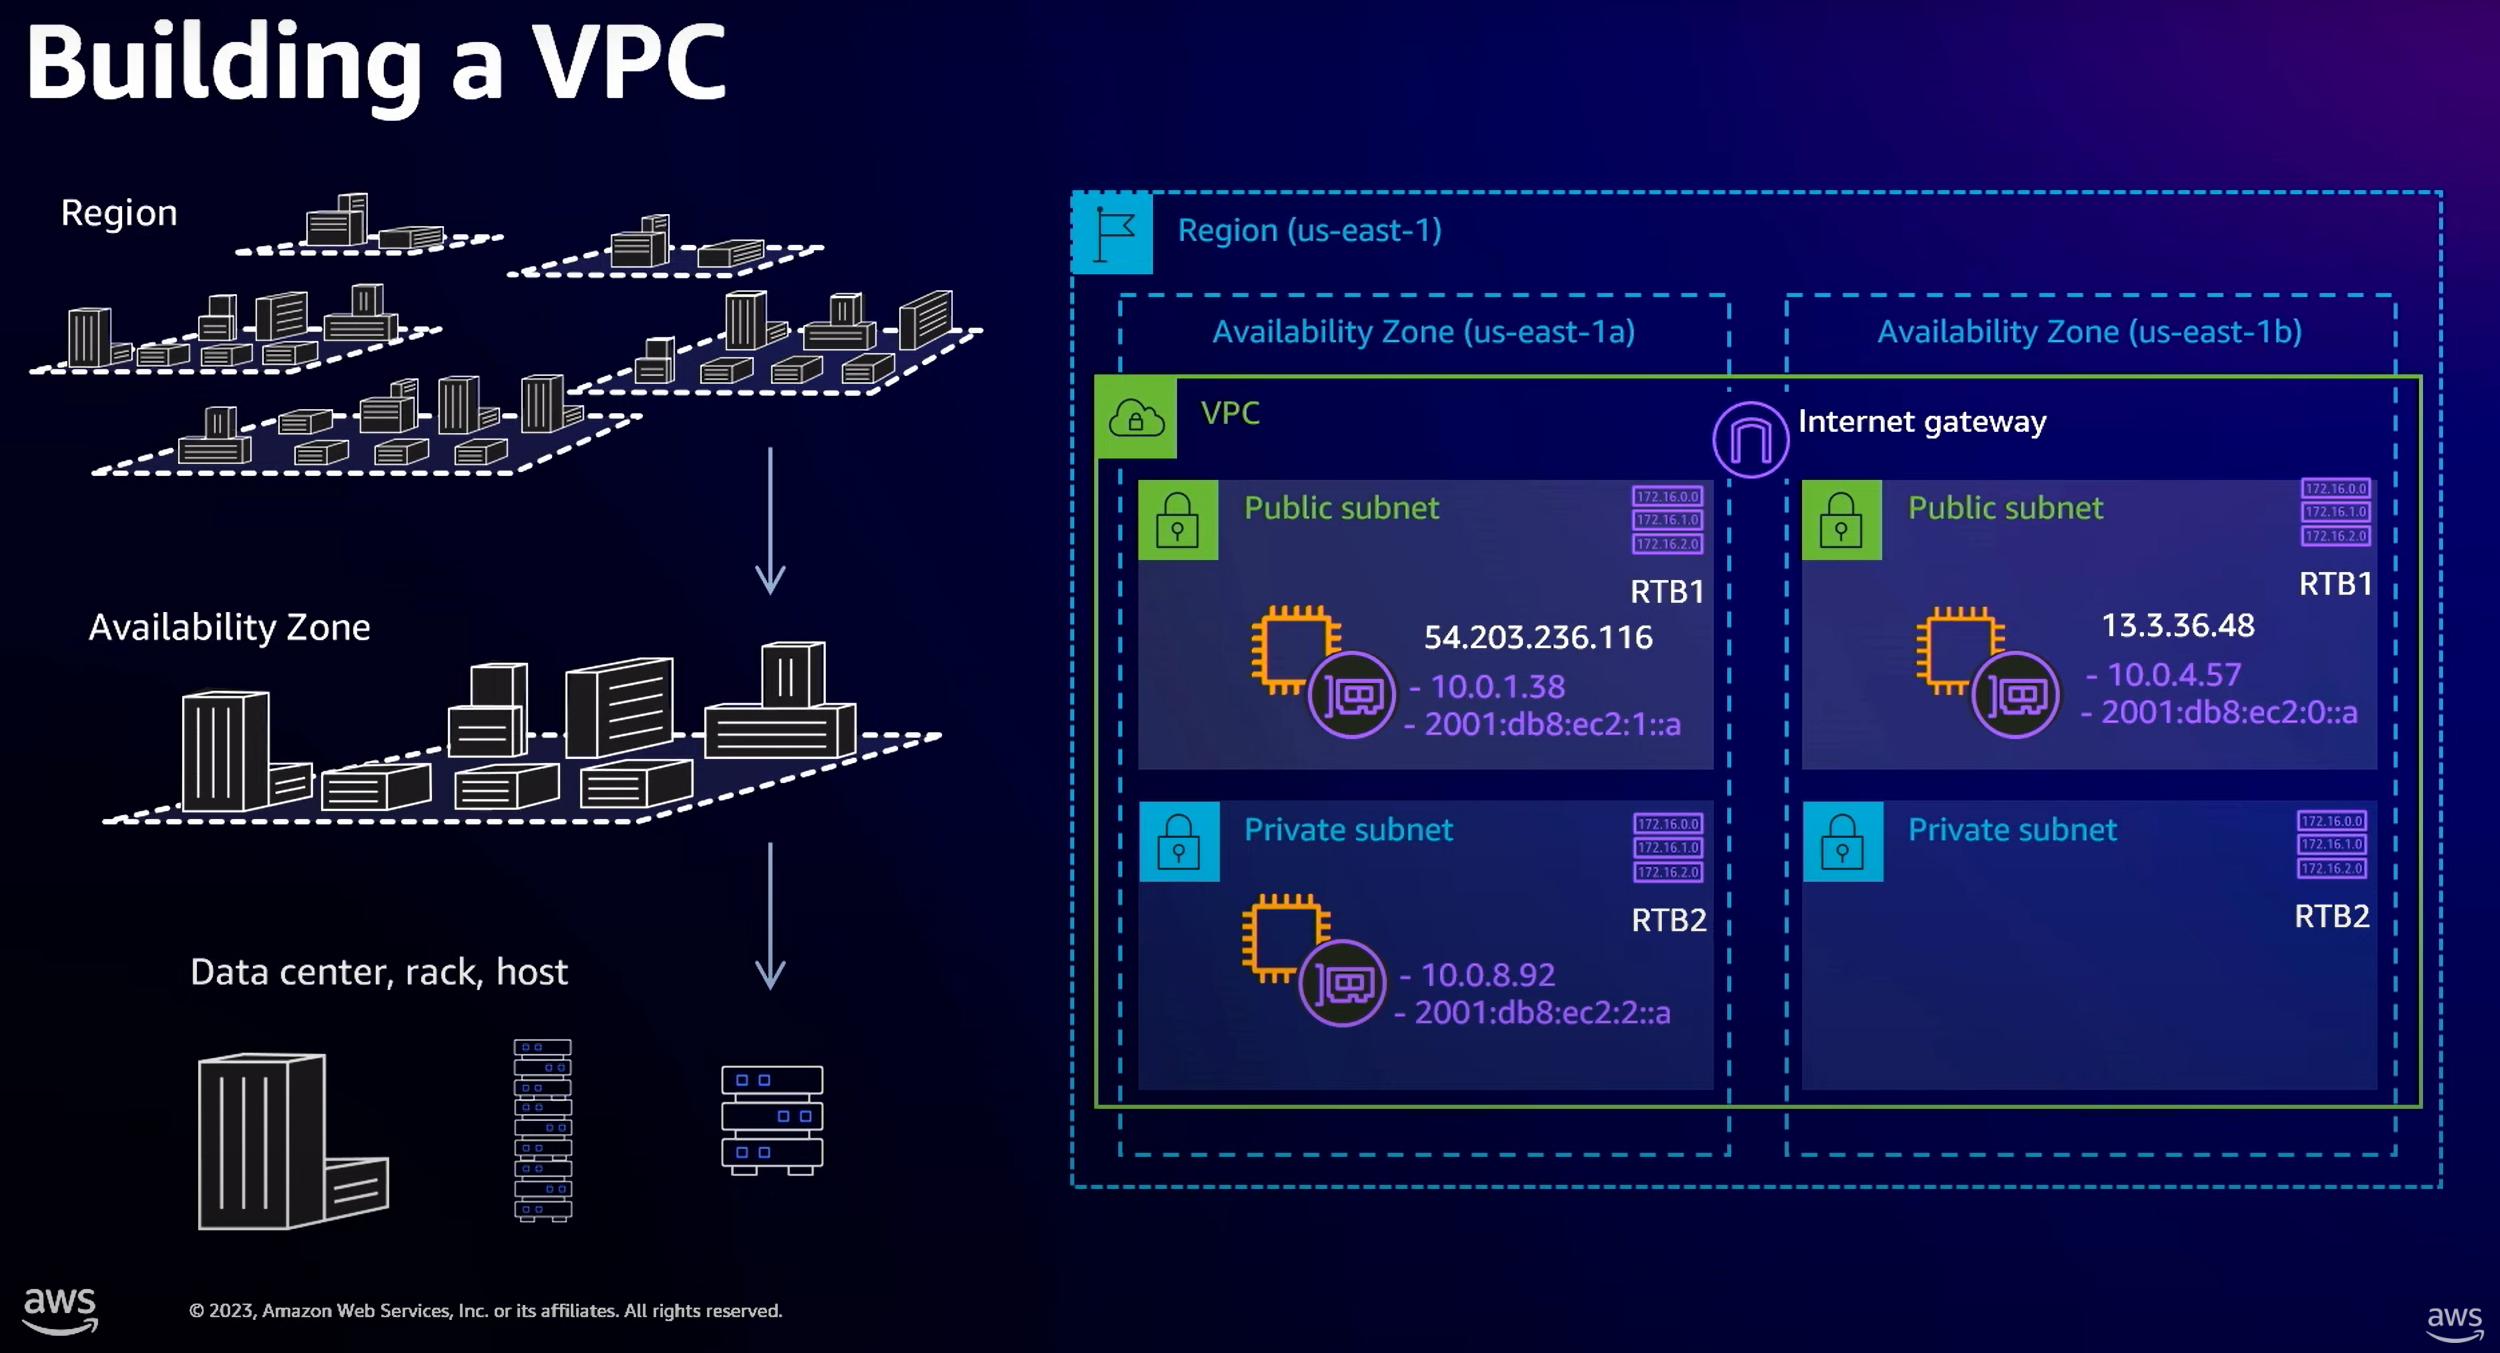 Building a VPC
Region
Availability Zone
Data center, rack, host
Region (us-east-1)
Availability Zone (us-east-1a)
Availability Zone (us-east-1b)
VPC
Internet gateway
Public subnet
172.16.0.0
172.16.1.0
172.16.2.0
RTB1
54.203.236.116
- 10.0.1.38
- 2001:db8:ec2:1::a
Public subnet
172.16.0.0
172.16.1.0
172.16.2.0
RTB1
13.3.36.48
- 10.0.4.57
- 2001:db8:ec2:0::a
Private subnet
172.16.0.0
172.16.1.0
172.16.2.0
RTB2
- 10.0.8.92
- 2001:db8:ec2:2::a
Private subnet
172.16.0.0
172.16.1.0
172.16.2.0
RTB2
aws
© 2023, Amazon Web Services, Inc. or its affiliates. All rights reserved.
aws